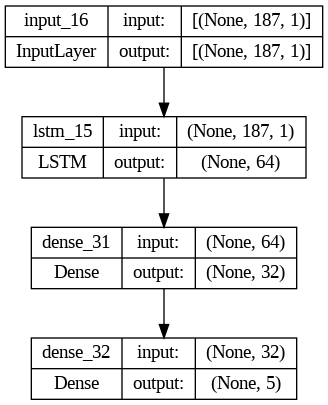 input_16 input: [(None, 187, 1)]
InputLayer output: [(None, 187, 1)]
lstm_15 input: (None, 187, 1)
LSTM output: (None, 64)
dense_31 input: (None, 64)
Dense output: (None, 32)
dense_32 input: (None, 32)
Dense output: (None, 5)